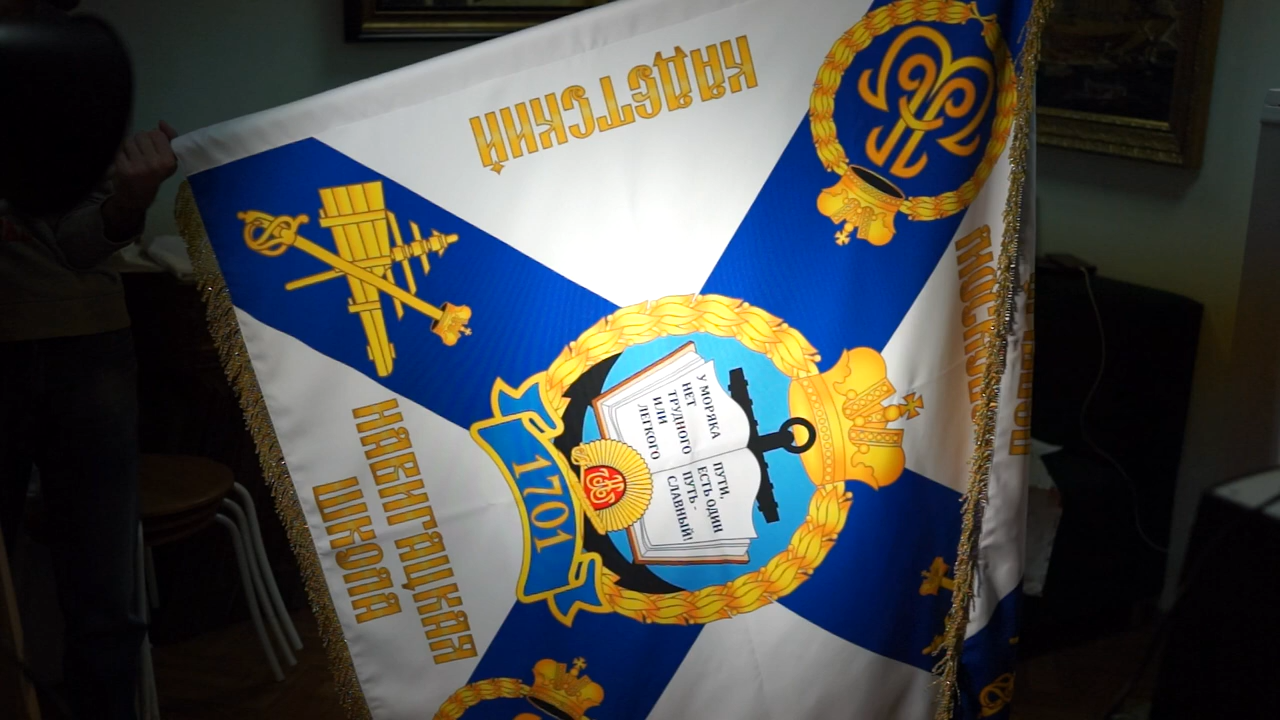 КАДЕТСКИЙ
НАВИГАЦКАЯ
ШКОЛА
1701
У МОРЯКА
НЕТ
ТРУДНОГО
ИЛИ
ЛЕГКОГО
ПУТИ,
ЕСТЬ ОДИН
ПУТЬ -
СЛАВНЫЙ!